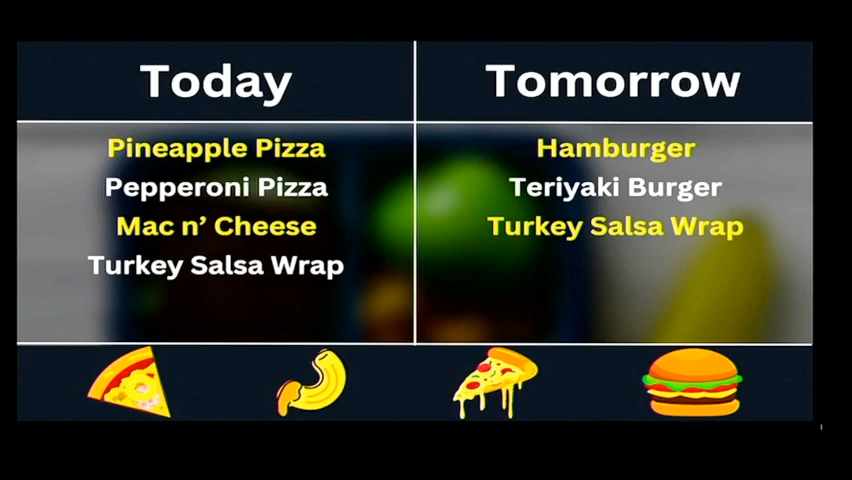 Today
Tomorrow
Pineapple Pizza
Pepperoni Pizza
Mac n’ Cheese
Turkey Salsa Wrap
Hamburger
Teriyaki Burger
Turkey Salsa Wrap